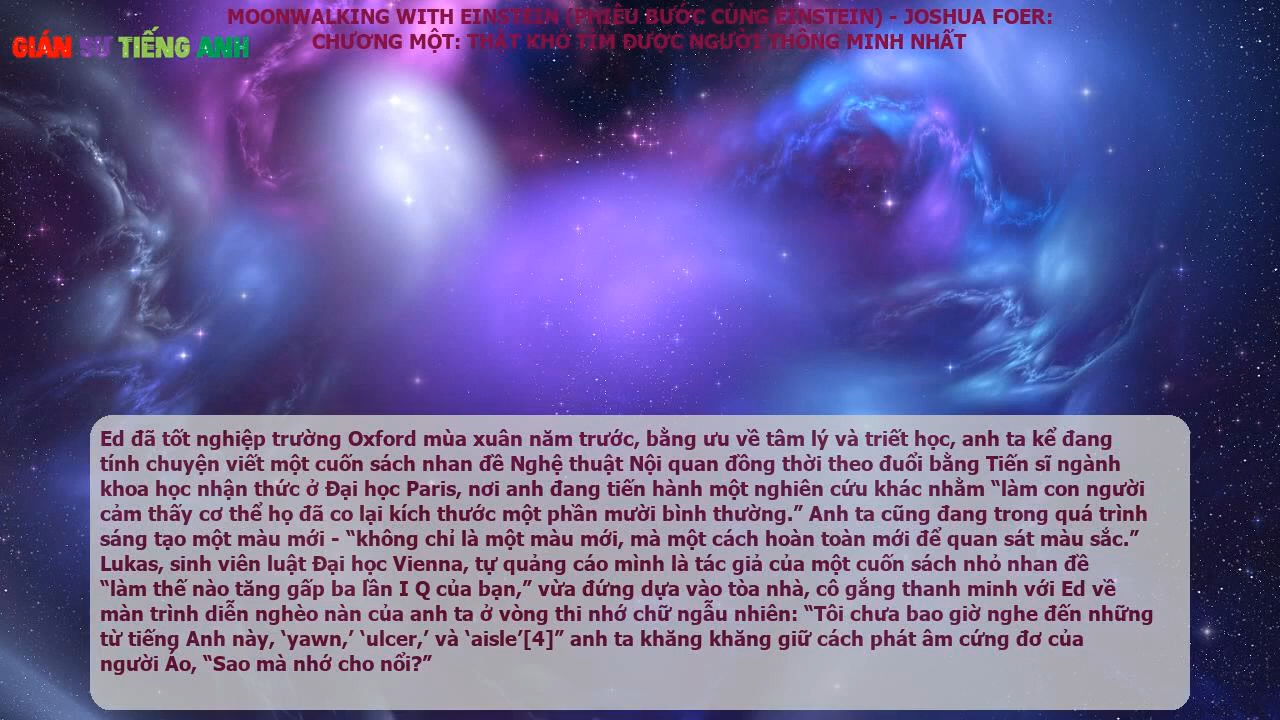 MOONWALKING WITH EINSTEIN (PHIÊU BƯỚC CÙNG EINSTEIN) - JOSHUA FOER:
CHƯƠNG MỘT: THẬT KHÓ TÌM ĐƯỢC NGƯỜI THÔNG MINH NHẤT
GIÁN SỨ TIẾNG ANH
Ed đã tốt nghiệp trường Oxford mùa xuân năm trước, bằng ưu về tâm lý và triết học, anh ta kể đang
tính chuyện viết một cuốn sách nhan đề Nghệ thuật Nội quan đồng thời theo đuổi bằng Tiến sĩ ngành
khoa học nhận thức ở Đại học Paris, nơi anh đang tiến hành một nghiên cứu khác nhằm “làm con người
cảm thấy cơ thể họ đã co lại kích thước một phần mười bình thường.” Anh ta cũng đang trong quá trình
sáng tạo một màu mới - “không chỉ là một màu mới, mà một cách hoàn toàn mới để quan sát màu sắc.”
Lukas, sinh viên luật Đại học Vienna, tự quảng cáo mình là tác giả của một cuốn sách nhỏ nhan đề
“làm thế nào tăng gấp ba lần I Q của bạn,” vừa đứng dựa vào tòa nhà, cố gắng thanh minh với Ed về
màn trình diễn nghèo nàn của anh ta ở vòng thi nhớ chữ ngẫu nhiên: “Tôi chưa bao giờ nghe đến những
từ tiếng Anh này, ‘yawn,’ ‘ulcer,’ và ‘aisle’[4]” anh ta khăng khăng giữ cách phát âm cứng đơ của
người Áo, “Sao mà nhớ cho nổi?”